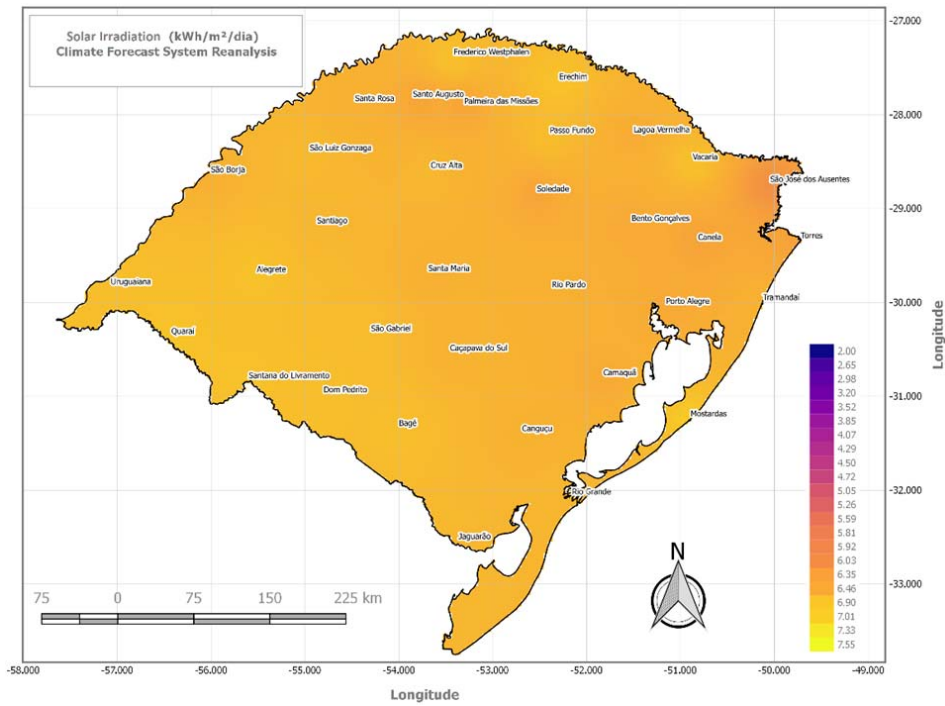 Solar Irradiation (kWh/m²/dia)
Climate Forecast System Reanalysis
-27.000
Frederico Westphalen
Erechim
Santa Rosa
Santo Augusto
Palmeira das Missões
-28.000
Passo Fundo
Lagoa Vermelha
São Luiz Gonzaga
Vacaria
Cruz Alta
São Borja
São José dos Ausentes
Soledade
-29.000
Santiago
Bento Gonçalves
Canela
Torres
Alegrete
Santa Maria
Uruguaiana
Rio Pardo
Tramandaí
Porto Alegre
-30.000
Quaraí
São Gabriel
Caçapava do Sul
Longitude
2.00
2.65
2.98
3.20
3.52
3.85
4.07
4.29
4.50
4.72
5.05
5.26
5.59
5.81
5.92
6.03
6.35
6.46
6.90
7.01
7.33
7.55
Santana do Livramento
Camaquã
Dom Pedrito
-31.000
Mostardas
Bagé
Canguçu
-32.000
Rio Grande
Jaguarão
N
75 0 75 150 225 km
-33.000
-58.000 -57.000 -56.000 -55.000 -54.000 -53.000 -52.000 -51.000 -50.000 -49.000
Longitude